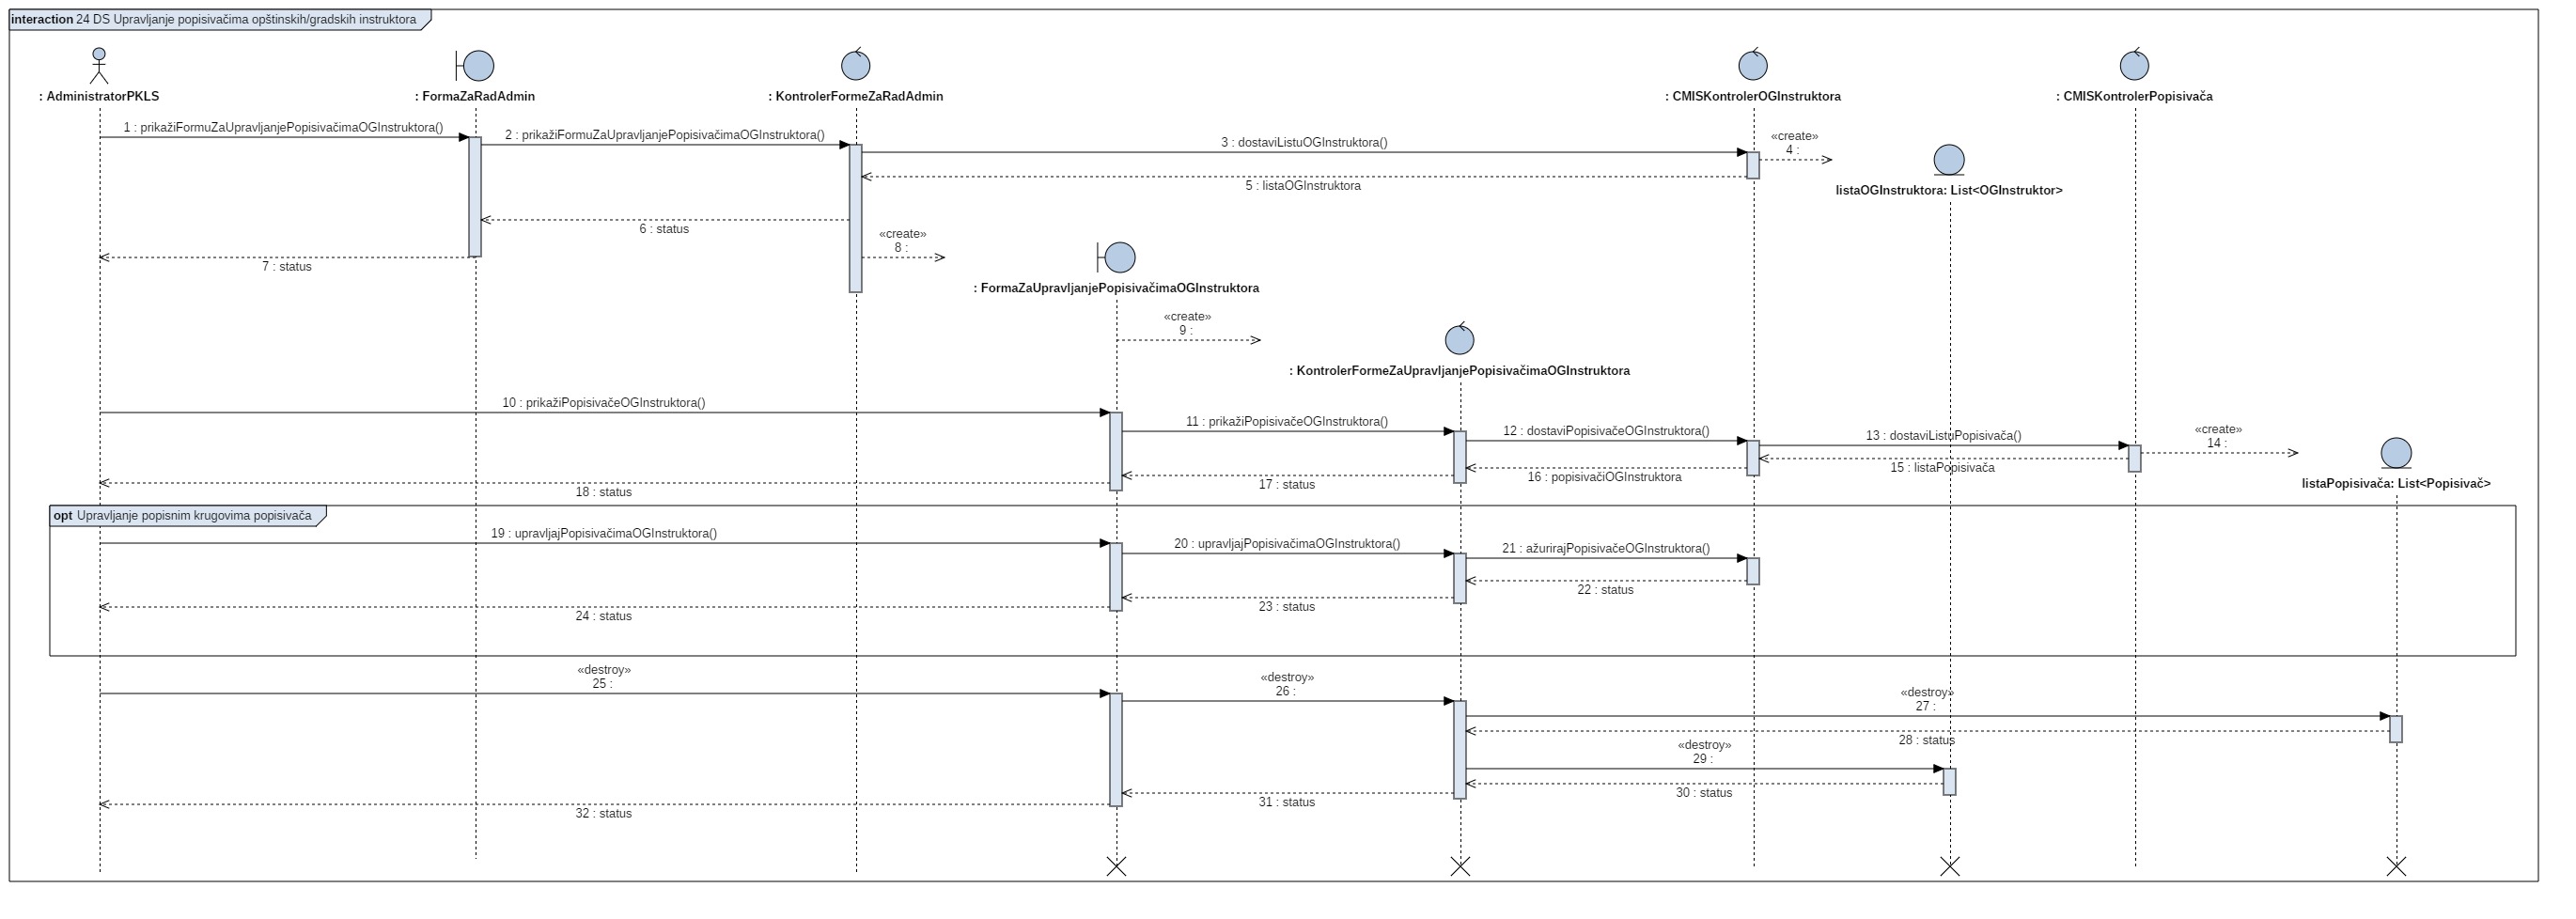 interaction 24 DS Upravljanje popisivačima opštinskih/gradskih instruktora
: AdministratorPKLS
: FormaZaRadAdmin
: KontrolerFormeZaRadAdmin
: CMISKontrolerOGInstruktora
: CMISKontrolerPopisivača
1 : prikažiFormuZaUpravljanjePopisivačimaOGInstruktora()
2 : prikažiFormuZaUpravljanjePopisivačimaOGInstruktora()
3 : dostaviListuOGInstruktora()
«create»
4 :
listaOGInstruktora: List<OGInstruktor>
5 : listaOGInstruktora
6 : status
7 : status
«create»
8 :
: FormaZaUpravljanjePopisivačimaOGInstruktora
«create»
9 :
: KontrolerFormeZaUpravljanjePopisivačimaOGInstruktora
10 : prikažiPopisivačeOGInstruktora()
11 : prikažiPopisivačeOGInstruktora()
12 : dostaviPopisivačeOGInstruktora()
13 : dostaviListuPopisivača()
«create»
14 :
listaPopisivača: List<Popisivač>
15 : listaPopisivača
16 : popisivačiOGInstruktora
17 : status
18 : status
opt Upravljanje popisnim krugovima popisivača
19 : upravljajPopisivačimaOGInstruktora()
20 : upravljajPopisivačimaOGInstruktora()
21 : ažurirajPopisivačeOGInstruktora()
22 : status
23 : status
24 : status
«destroy»
25 :
«destroy»
26 :
«destroy»
27 :
28 : status
«destroy»
29 :
30 : status
31 : status
32 : status